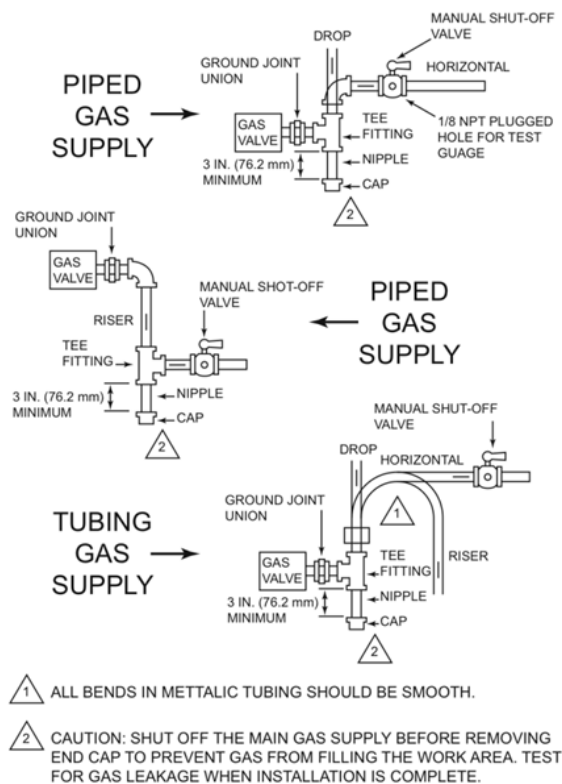 DROP
MANUAL SHUT-OFF
VALVE
GROUND JOINT
UNION
HORIZONTAL
PIPED
GAS
SUPPLY
GAS
VALVE
TEE
FITTING
1/8 NPT PLUGGED
HOLE FOR TEST
GUAGE
3 IN. (76.2 mm)
MINIMUM
NIPPLE
CAP
2
GROUND JOINT
UNION
GAS
VALVE
MANUAL SHOT-OFF
VALVE
RISER
PIPED
GAS
SUPPLY
TEE
FITTING
3 IN. (76.2 mm)
MINIMUM
NIPPLE
CAP
2
MANUAL SHUT-OFF
VALVE
DROP
HORIZONTAL
1
GROUND JOINT
UNION
TUBING
GAS
SUPPLY
GAS
VALVE
TEE
FITTING
RISER
3 IN. (76.2 mm)
MINIMUM
NIPPLE
CAP
2
1 ALL BENDS IN METTALIC TUBING SHOULD BE SMOOTH.
2 CAUTION: SHUT OFF THE MAIN GAS SUPPLY BEFORE REMOVING
END CAP TO PREVENT GAS FROM FILLING THE WORK AREA. TEST
FOR GAS LEAKAGE WHEN INSTALLATION IS COMPLETE.